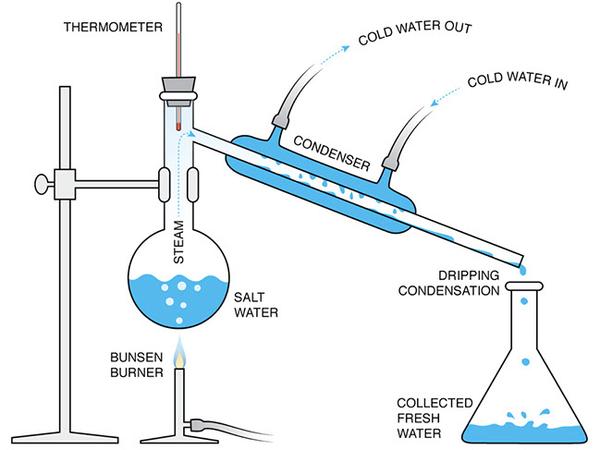 THERMOMETER
COLD WATER OUT
COLD WATER IN
CONDENSER
STEAM
SALT
WATER
DRIPPING
CONDENSATION
BUNSEN
BURNER
COLLECTED
FRESH
WATER